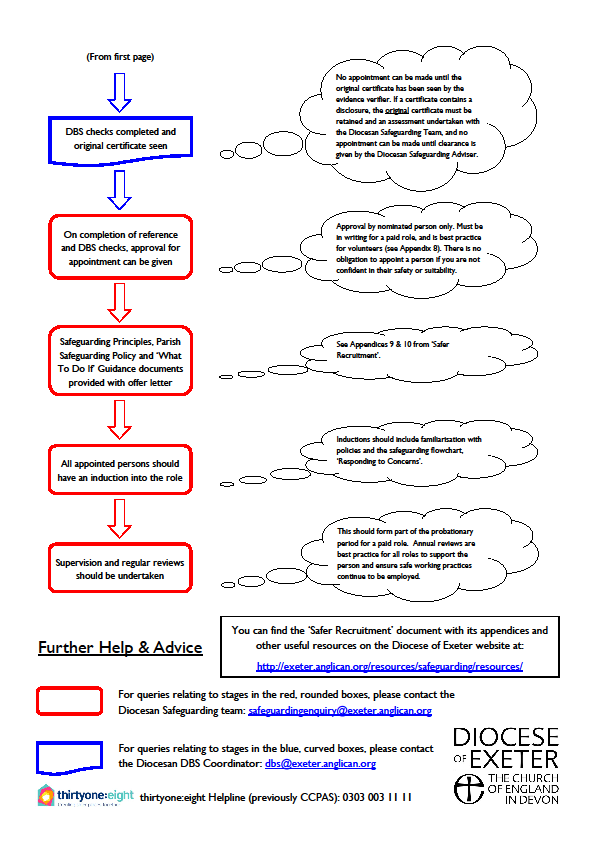 (From first page)
DBS checks completed and
original certificate seen
No appointment can be made until the
original certificate has been seen by the
evidence verifier. If a certificate contains a
disclosure, the original certificate must be
retained and an assessment undertaken with
the Diocesan Safeguarding Team, and no
appointment can be made until clearance is
given by the Diocesan Safeguarding Adviser.
On completion of reference
and DBS checks, approval for
appointment can be given
Approval by nominated person only. Must be
in writing for a paid role, and is best practice
for volunteers (see Appendix 8). There is no
obligation to appoint a person if you are not
confident in their safety or suitability.
Safeguarding Principles, Parish
Safeguarding Policy and 'What
To Do If' Guidance documents
provided with offer letter
See Appendices 9 & 10 from 'Safer
Recruitment'.
All appointed persons should
have an induction into the role
Inductions should include familiarisation with
policies and the safeguarding flowchart,
'Responding to Concerns'.
Supervision and regular reviews
should be undertaken
This should form part of the probationary
period for a paid role. Annual reviews are
best practice for all roles to support the
person and ensure safe working practices
continue to be employed.
Further Help & Advice
You can find the 'Safer Recruitment' document with its appendices and
other useful resources on the Diocese of Exeter website at:
http://exeter.anglican.org/resources/safeguarding/resources/
For queries relating to stages in the red, rounded boxes, please contact the
Diocesan Safeguarding team: safeguardingenquiry@exeter.anglican.org
For queries relating to stages in the blue, curved boxes, please contact
the Diocesan DBS Coordinator: dbs@exeter.anglican.org
thirtyone:eight
thirtyone:eight Helpline (previously CCPAS): 0303 003 11 11
DIOCESE
OF EXETER
THE CHURCH
OF ENGLAND
IN DEVON